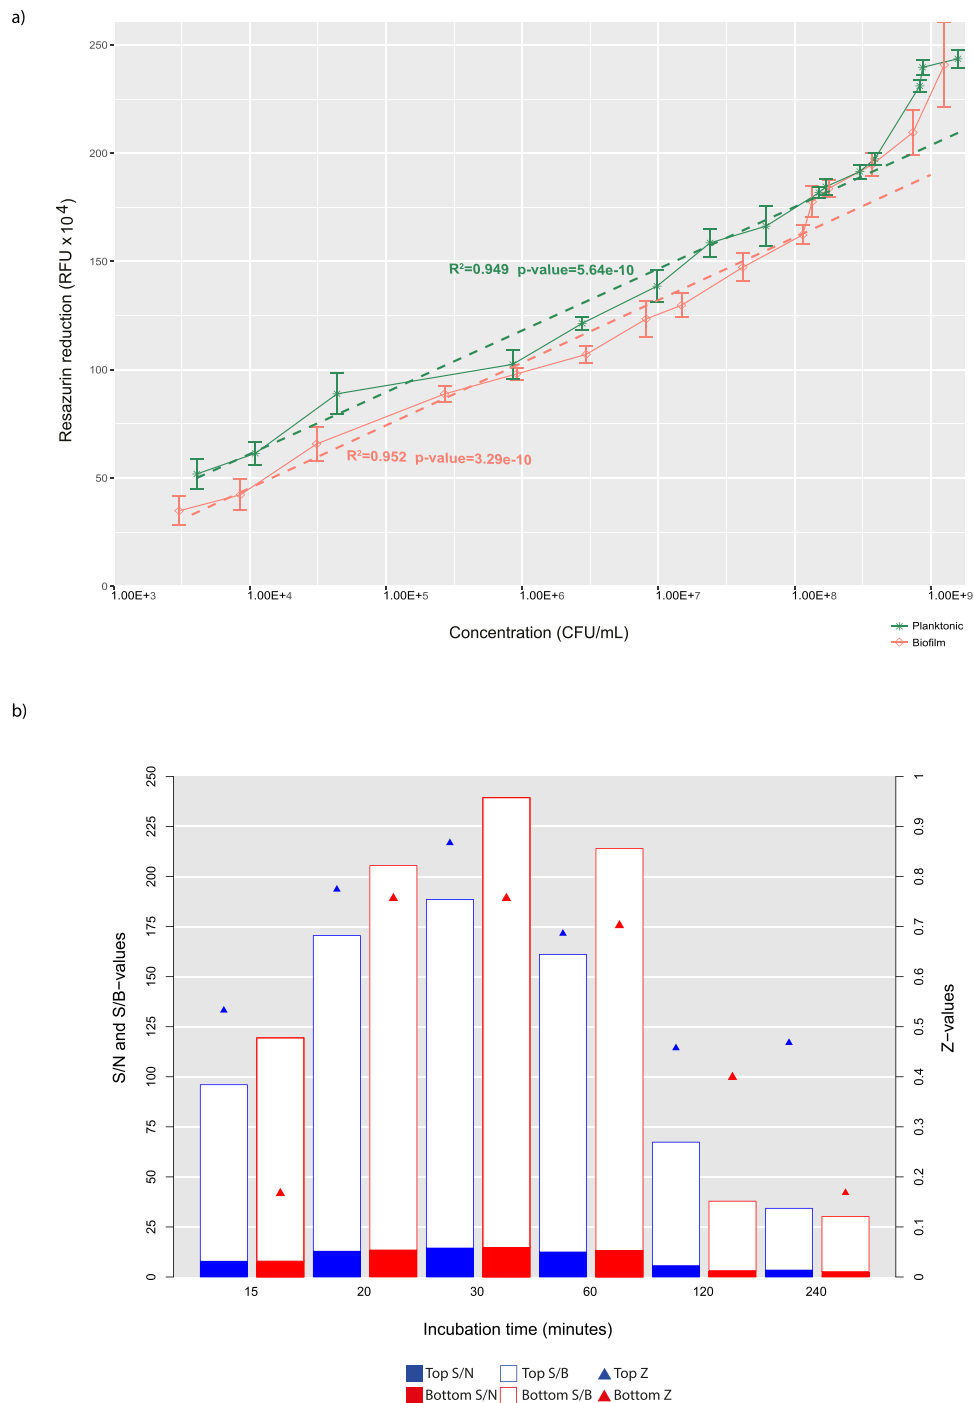 a)
250
200
150
100
50
0
Resazurin reduction (RFU x 10⁴)
R²=0.949 p-value=5.64e-10
R²=0.952 p-value=3.29e-10
1.00E+3 1.00E+4 1.00E+5 1.00E+6 1.00E+7 1.00E+8 1.00E+9
Concentration (CFU/mL)
Planktonic
Biofilm
b)
250
225
200
175
150
125
100
75
50
25
0
S/N and S/B−values
1
0.9
0.8
0.7
0.6
0.5
0.4
0.3
0.2
0.1
0
Z−values
15 20 30 60 120 240
Incubation time (minutes)
Top S/N Top S/B Top Z
Bottom S/N Bottom S/B Bottom Z